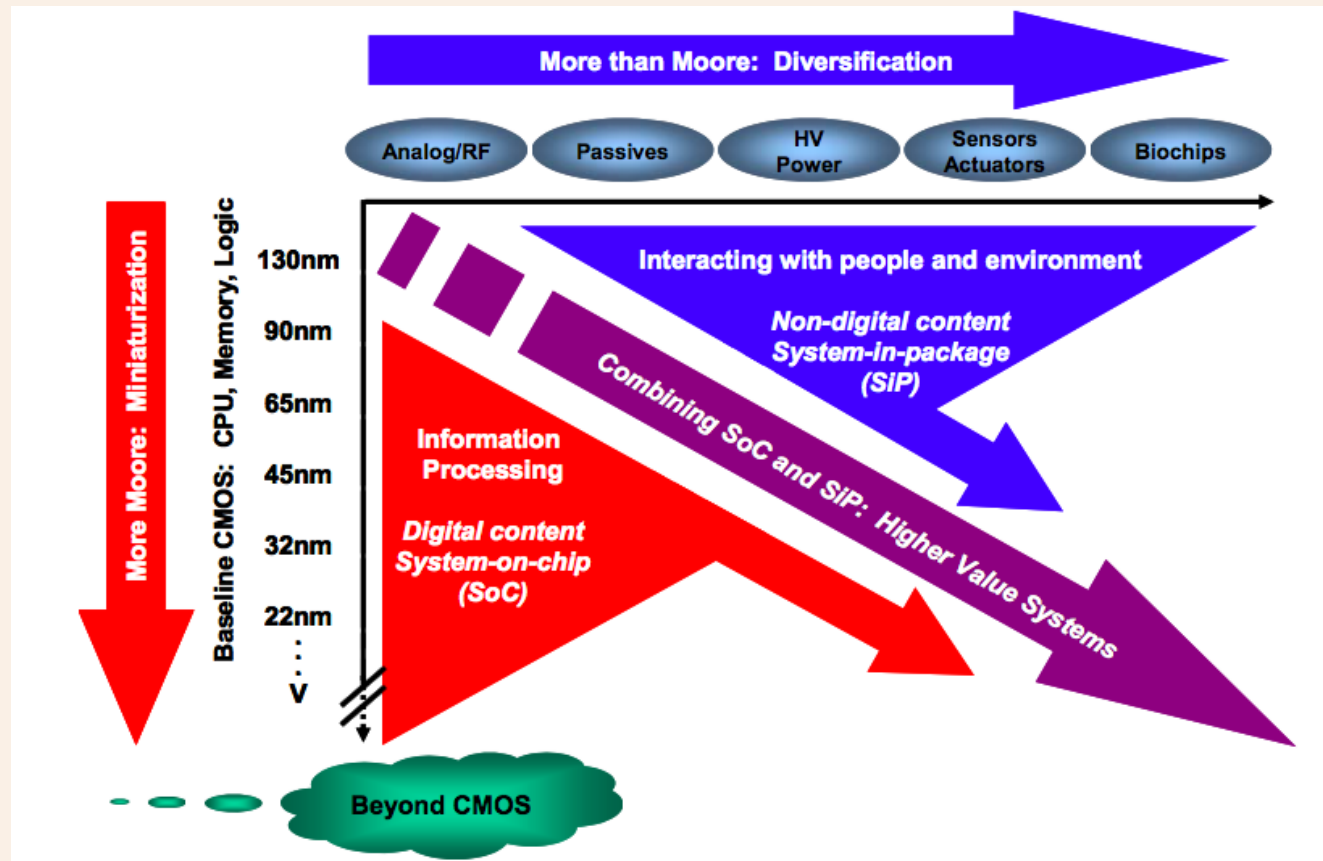 More than Moore: Diversification
Analog/RF
Passives
HV
Power
Sensors
Actuators
Biochips
More Moore: Miniaturization
Baseline CMOS: CPU, Memory, Logic
130nm
90nm
65nm
45nm
32nm
22nm
V
Interacting with people and environment
Non-digital content
System-in-package
(SiP)
Combining SoC and SiP: Higher Value Systems
Information
Processing
Digital content
System-on-chip
(SoC)
Beyond CMOS